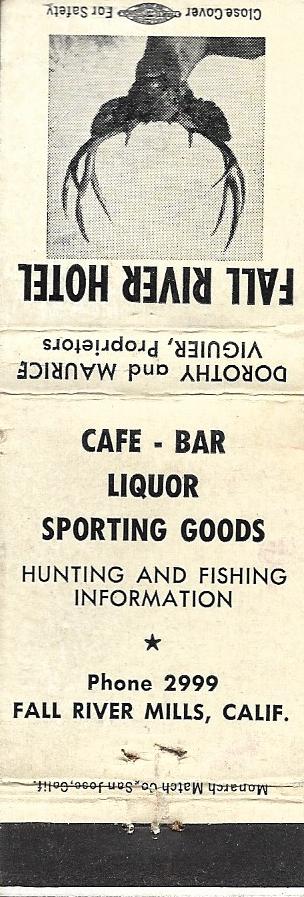 Close Cover For Safety
FALL RIVER HOTEL
DOROTHY and MAURICE
VIGUIER, Proprietors
CAFE - BAR
LIQUOR
SPORTING GOODS
HUNTING AND FISHING
INFORMATION
Phone 2999
FALL RIVER MILLS, CALIF.
Monarch Match Co., San Jose, Calif.